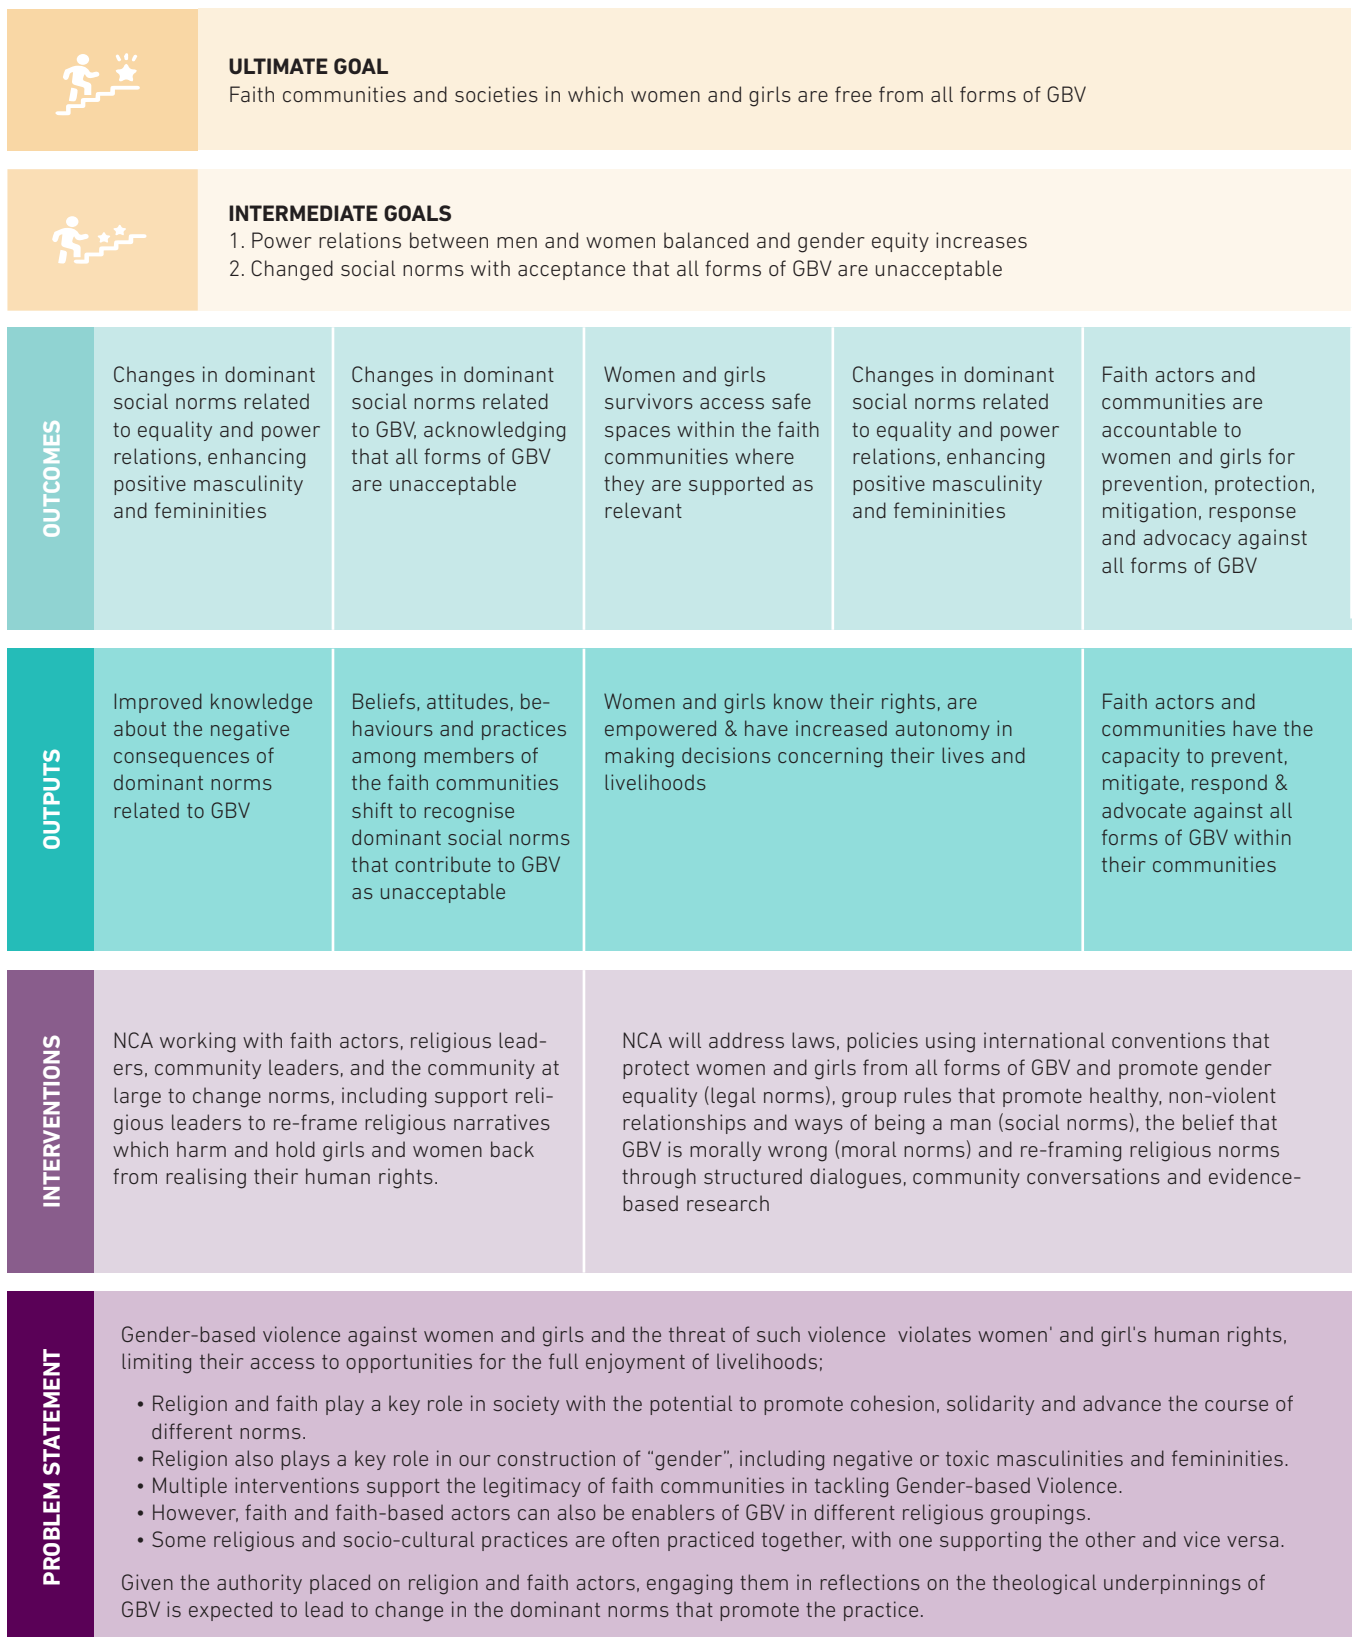 ULTIMATE GOAL
Faith communities and societies in which women and girls are free from all forms of GBV
INTERMEDIATE GOALS
1. Power relations between men and women balanced and gender equity increases
2. Changed social norms with acceptance that all forms of GBV are unacceptable
OUTCOMES
Changes in dominant
social norms related
to equality and power
relations, enhancing
positive masculinity
and femininities
Changes in dominant
social norms related
to GBV, acknowledging
that all forms of GBV
are unacceptable
Women and girls
survivors access safe
spaces within the faith
communities where
they are supported as
relevant
Changes in dominant
social norms related
to equality and power
relations, enhancing
positive masculinity
and femininities
Faith actors and
communities are
accountable to
women and girls for
prevention, protection,
mitigation, response
and advocacy against
all forms of GBV
OUTPUTS
Improved knowledge
about the negative
consequences of
dominant norms
related to GBV
Beliefs, attitudes, be-
haviours and practices
among members of
the faith communities
shift to recognise
dominant social norms
that contribute to GBV
as unacceptable
Women and girls know their rights, are
empowered & have increased autonomy in
making decisions concerning their lives and
livelihoods
Faith actors and
communities have the
capacity to prevent,
mitigate, respond &
advocate against all
forms of GBV within
their communities
INTERVENTIONS
NCA working with faith actors, religious lead-
ers, community leaders, and the community at
large to change norms, including support reli-
gious leaders to re-frame religious narratives
which harm and hold girls and women back
from realising their human rights.
NCA will address laws, policies using international conventions that
protect women and girls from all forms of GBV and promote gender
equality (legal norms), group rules that promote healthy, non-violent
relationships and ways of being a man (social norms), the belief that
GBV is morally wrong (moral norms) and re-framing religious norms
through structured dialogues, community conversations and evidence-
based research
PROBLEM STATEMENT
Gender-based violence against women and girls and the threat of such violence  violates women' and girl's human rights,
limiting their access to opportunities for the full enjoyment of livelihoods;
• Religion and faith play a key role in society with the potential to promote cohesion, solidarity and advance the course of
different norms.
• Religion also plays a key role in our construction of “gender”, including negative or toxic masculinities and femininities.
• Multiple interventions support the legitimacy of faith communities in tackling Gender-based Violence.
• However, faith and faith-based actors can also be enablers of GBV in different religious groupings.
• Some religious and socio-cultural practices are often practiced together, with one supporting the other and vice versa.
Given the authority placed on religion and faith actors, engaging them in reflections on the theological underpinnings of
GBV is expected to lead to change in the dominant norms that promote the practice.